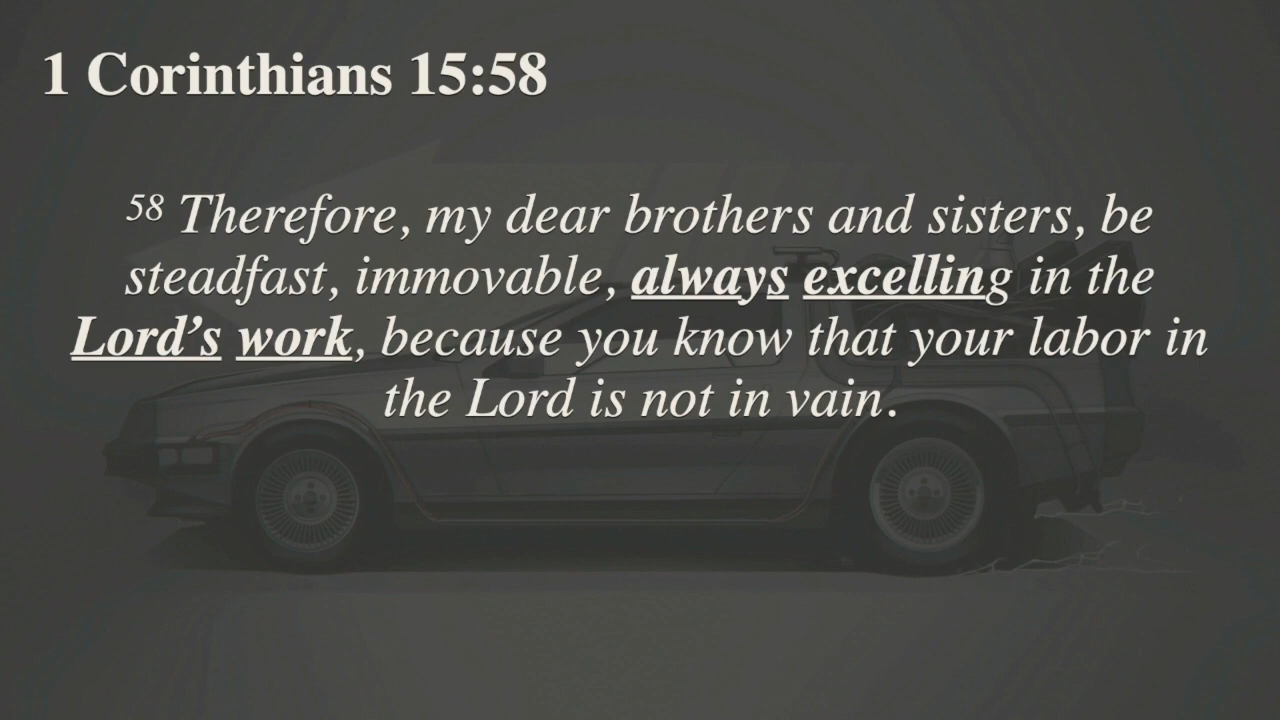 1 Corinthians 15:58
58 Therefore, my dear brothers and sisters, be
steadfast, immovable, always excelling in the
Lord’s work, because you know that your labor in
the Lord is not in vain.